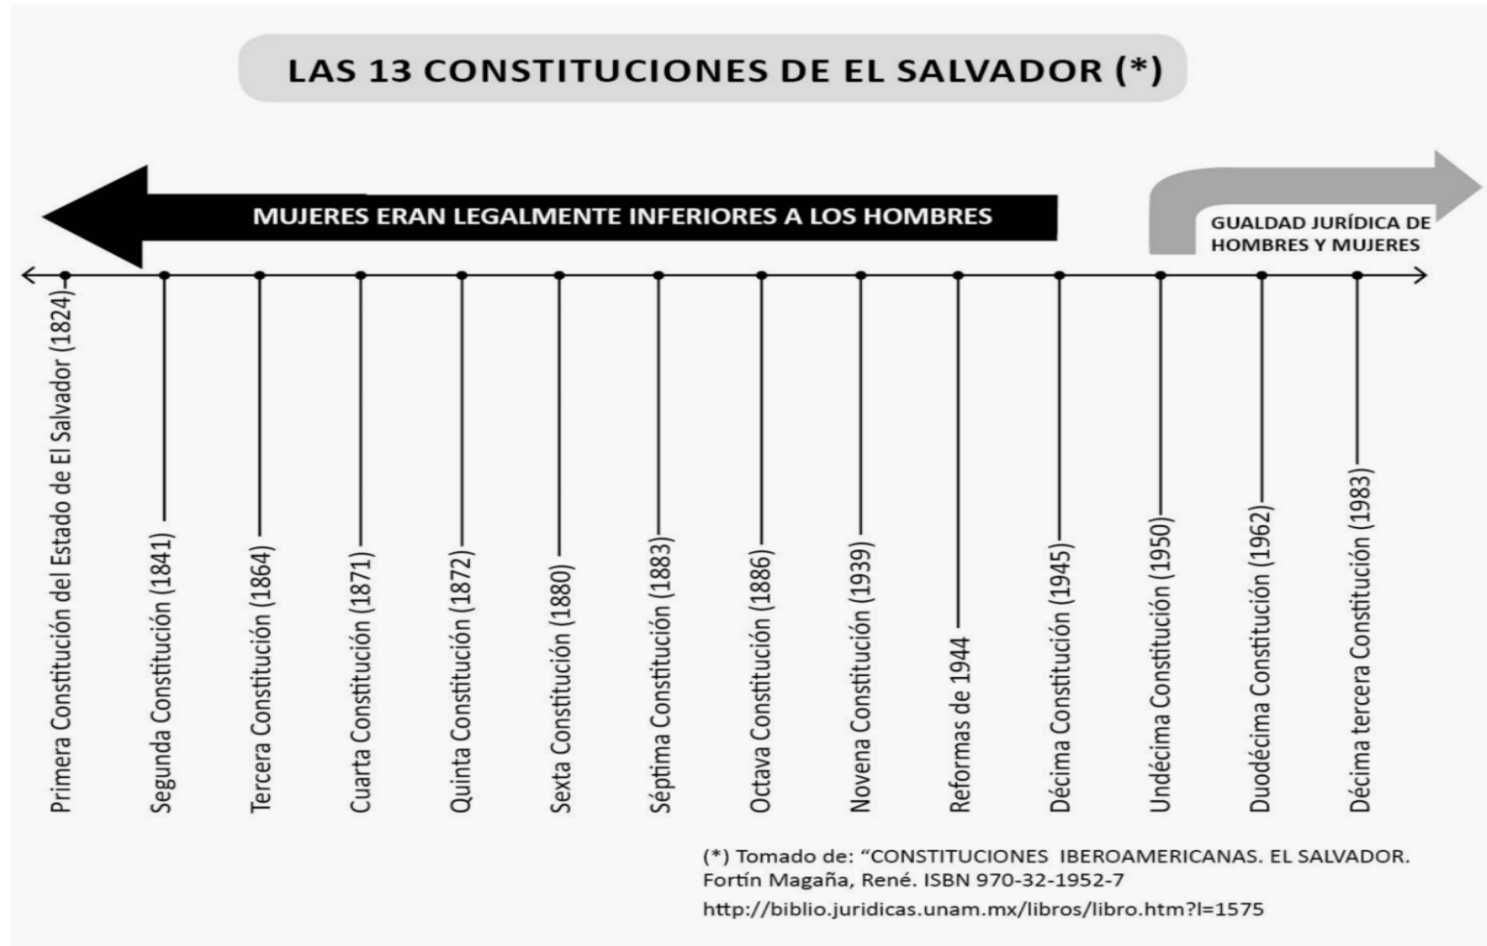 LAS 13 CONSTITUCIONES DE EL SALVADOR (*)
MUJERES ERAN LEGALMENTE INFERIORES A LOS HOMBRES
GUALDAD JURÍDICA DE
HOMBRES Y MUJERES
Primera Constitución del Estado de El Salvador (1824)
Segunda Constitución (1841)
Tercera Constitución (1864)
Cuarta Constitución (1871)
Quinta Constitución (1872)
Sexta Constitución (1880)
Séptima Constitución (1883)
Octava Constitución (1886)
Novena Constitución (1939)
Reformas de 1944
Décima Constitución (1945)
Undécima Constitución (1950)
Duodécima Constitución (1962)
Décima tercera Constitución (1983)
(*) Tomado de: “CONSTITUCIONES IBEROAMERICANAS. EL SALVADOR.
Fortín Magaña, René. ISBN 970-32-1952-7
http://biblio.juridicas.unam.mx/libros/libro.htm?l=1575